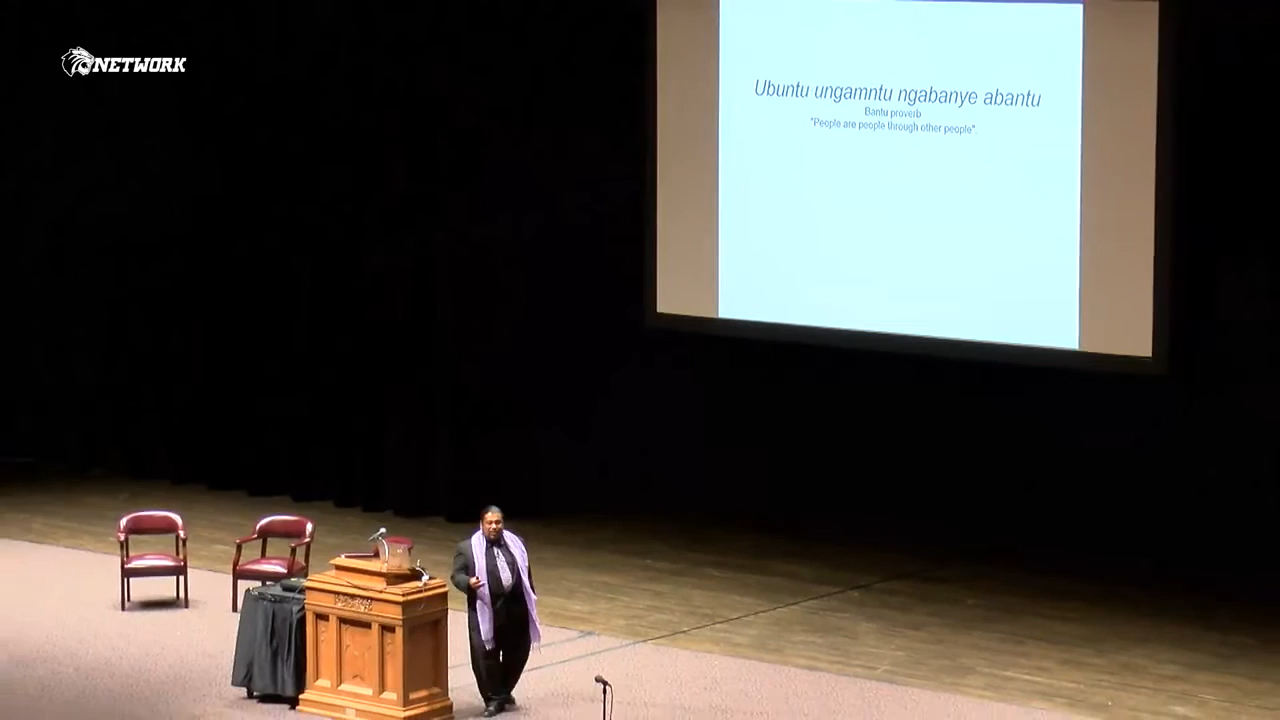 NETWORK
Ubuntu ungamntu ngabanye abantu
Bantu proverb
"People are people through other people".